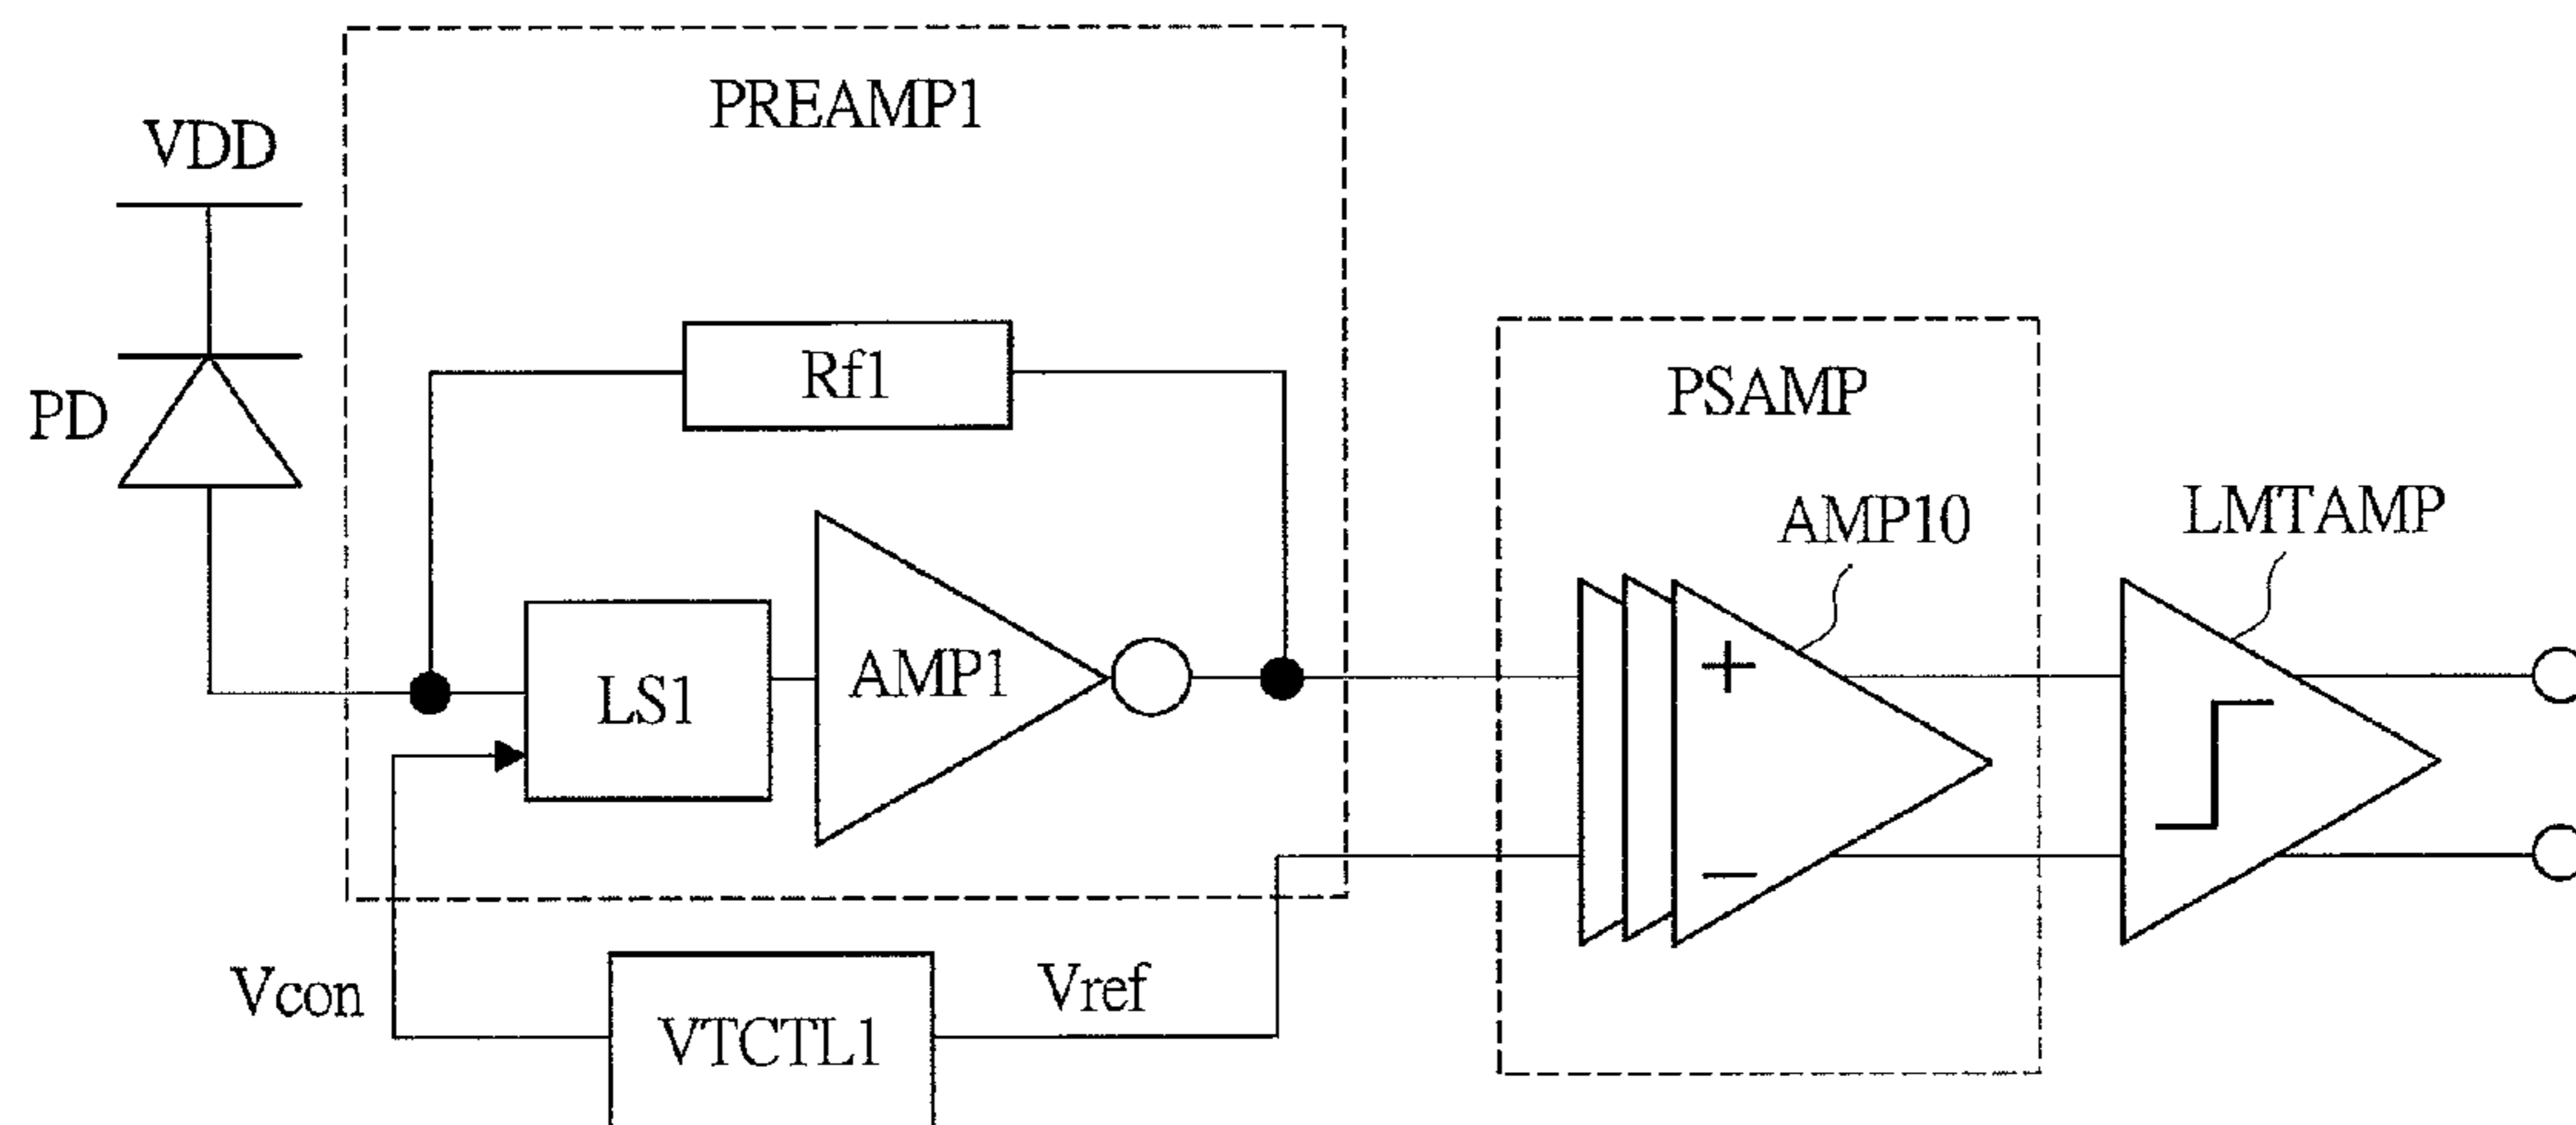 PREAMP1
VDD
PD
Rf1
PSAMP
AMP10
LMTAMP
LS1
AMP1
+
−
Vcon
VTCTL1
Vref